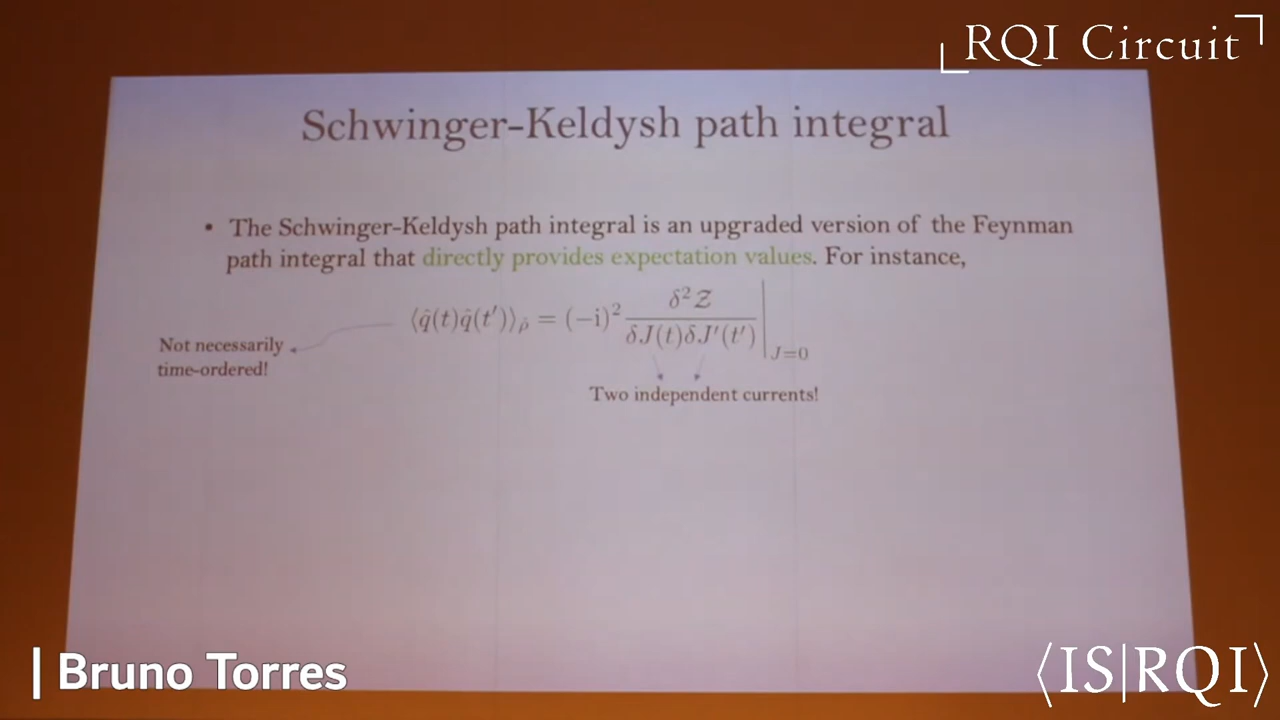 RQI Circuit
Schwinger-Keldysh path integral
• The Schwinger-Keldysh path integral is an upgraded version of the Feynman
path integral that directly provides expectation values. For instance,
⟨q̂(t)q̂(t′)⟩_ρ̂ = (−i)² δ²𝒵 / δJ(t)δJ′(t′) |_J=0
Not necessarily
time-ordered!
Two independent currents!
| Bruno Torres
⟨IS|RQI⟩